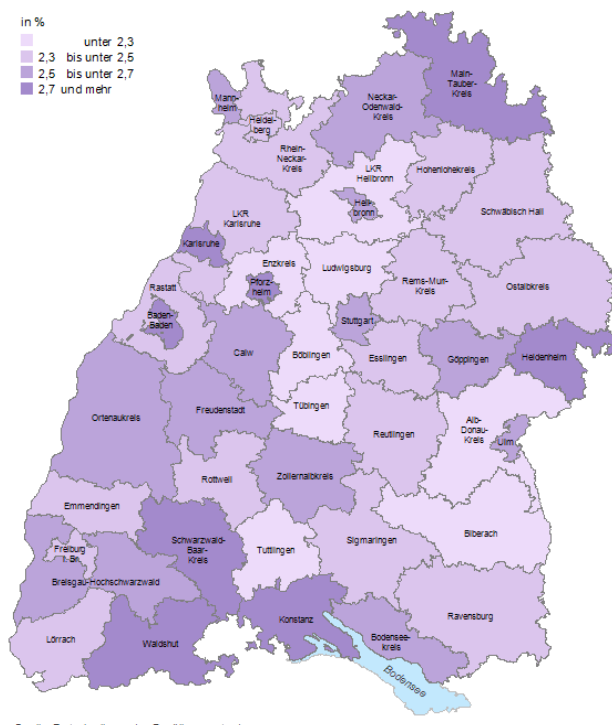 in %
unter 2,3
2,3 bis unter 2,5
2,5 bis unter 2,7
2,7 und mehr
Main-
Tauber-
Kreis
Mann-
heim
Neckar-
Odenwald-
Kreis
Heidel-
berg
Rhein-
Neckar-
Kreis
LKR
Heilbronn
Hohenlohekreis
Heil-
bronn
Schwäbisch Hall
LKR
Karlsruhe
Karlsruhe
Enzkreis
Ludwigsburg
Pforz-
heim
Rems-Murr-
Kreis
Ostalbkreis
Rastatt
Baden-
Baden
Stuttgart
Calw
Böblingen
Esslingen
Göppingen
Heidenheim
Ortenaukreis
Freudenstadt
Tübingen
Reutlingen
Alb-
Donau-
Kreis
Ulm
Rottweil
Zollernalbkreis
Emmendingen
Schwarzwald-
Baar-
Kreis
Tuttlingen
Sigmaringen
Biberach
Freiburg
i. Br.
Breisgau-Hochschwarzwald
Lörrach
Waldshut
Konstanz
Bodensee-
kreis
Ravensburg
Bodensee